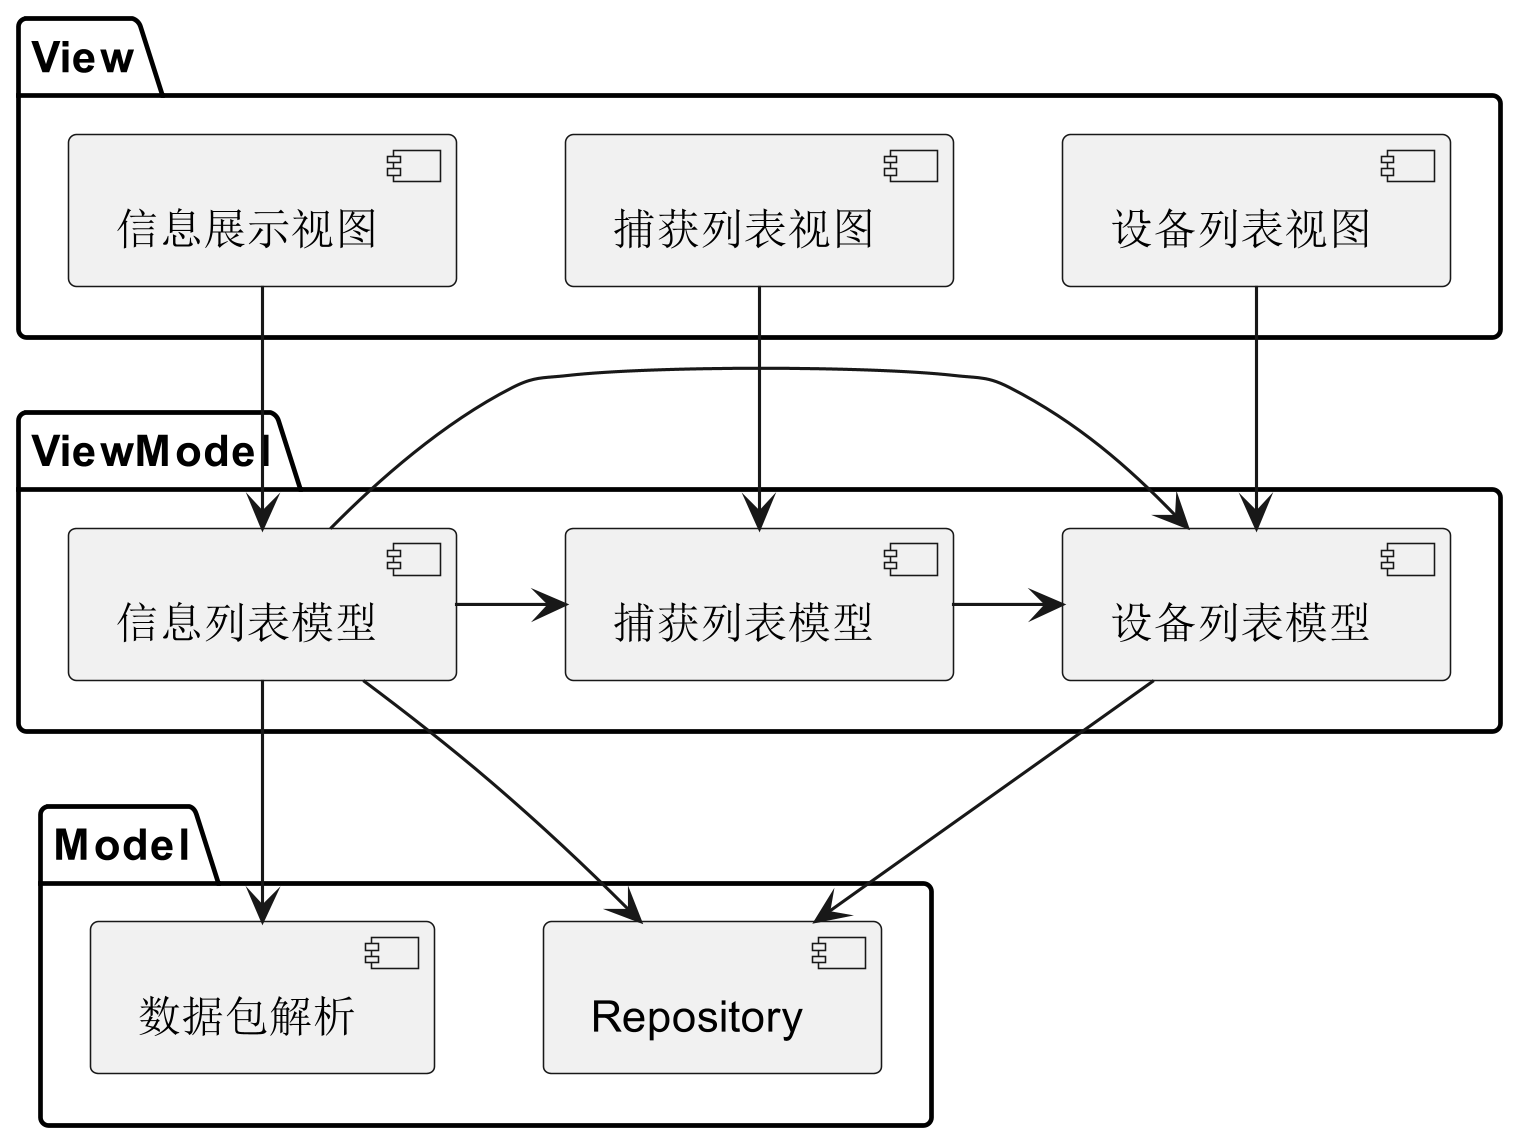 View
信息展示视图
捕获列表视图
设备列表视图
ViewModel
信息列表模型
捕获列表模型
设备列表模型
Model
数据包解析
Repository